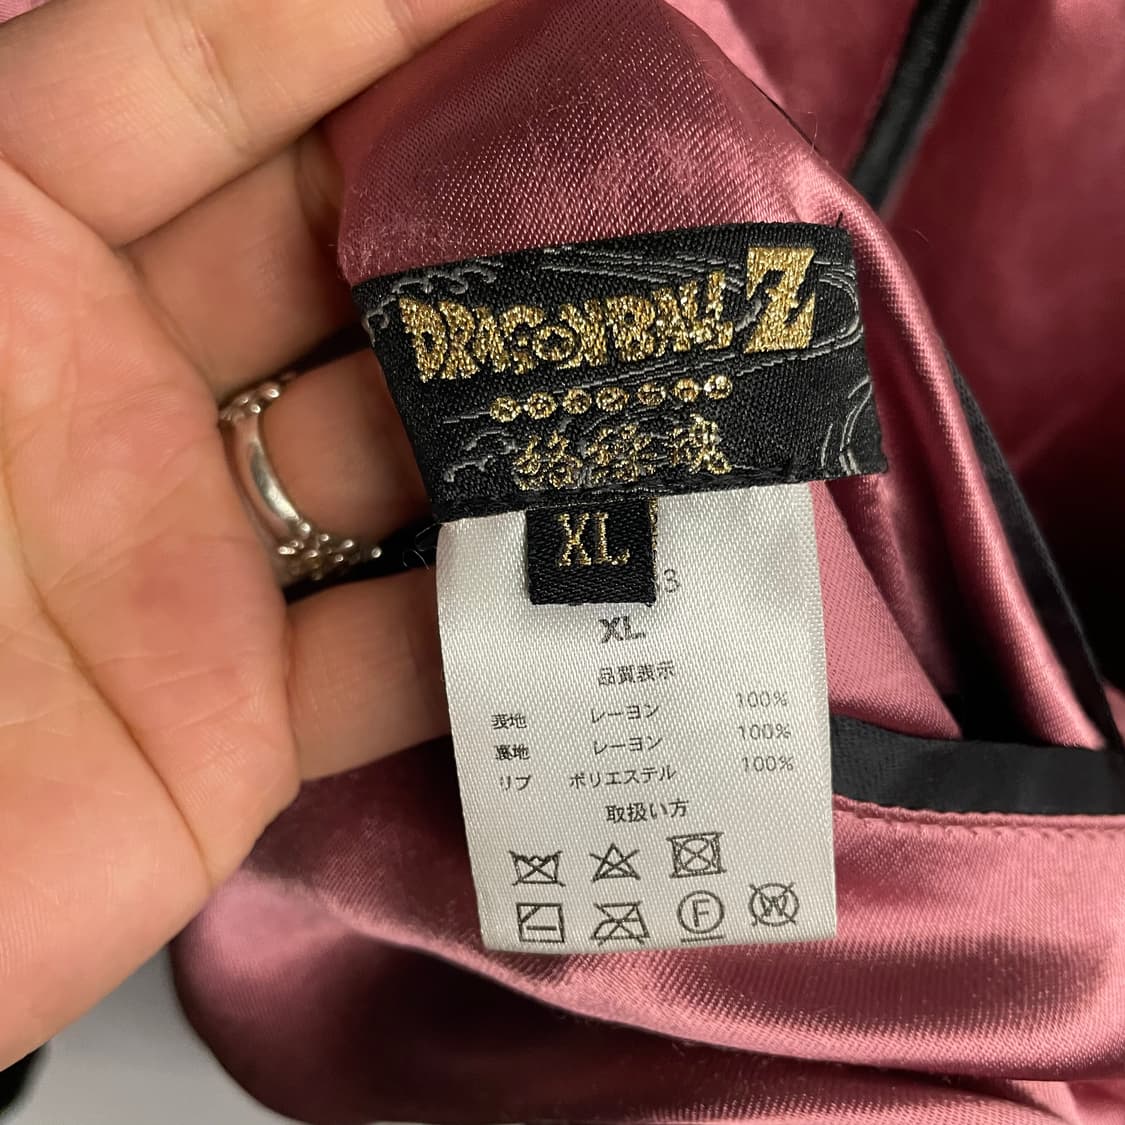 DRAGONBALL Z
絡繰魂
XL
3
XL
品質表示
表地 レーヨン 100%
裏地 レーヨン 100%
リブ ポリエステル 100%
取扱い方
F
W